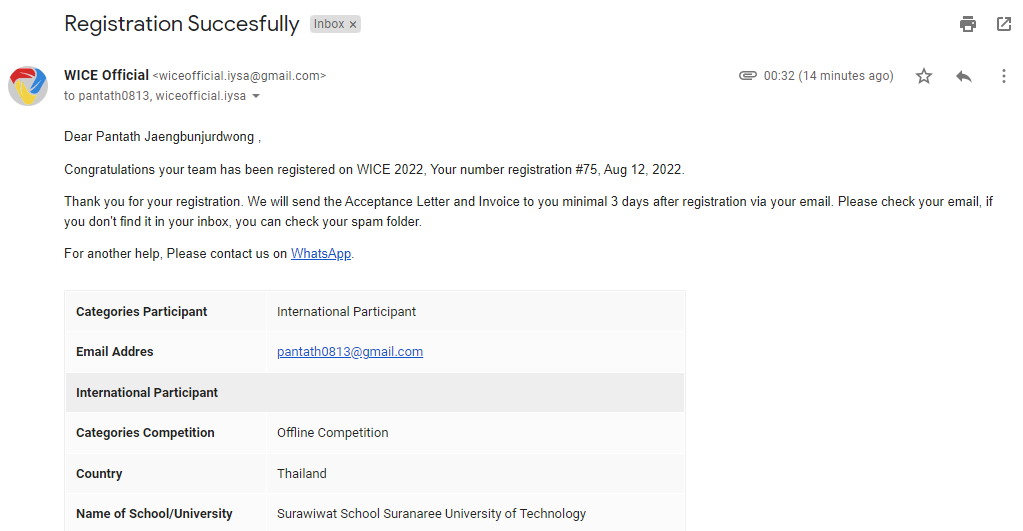 Registration Succesfully Inbox ×
WICE Official <wiceofficial.iysa@gmail.com> 00:32 (14 minutes ago)
to pantath0813, wiceofficial.iysa
Dear Pantath Jaengbunjurdwong ,
Congratulations your team has been registered on WICE 2022, Your number registration #75, Aug 12, 2022.
Thank you for your registration. We will send the Acceptance Letter and Invoice to you minimal 3 days after registration via your email. Please check your email, if
you don't find it in your inbox, you can check your spam folder.
For another help, Please contact us on WhatsApp.
Categories Participant International Participant
Email Addres pantath0813@gmail.com
International Participant
Categories Competition Offline Competition
Country Thailand
Name of School/University Surawiwat School Suranaree University of Technology